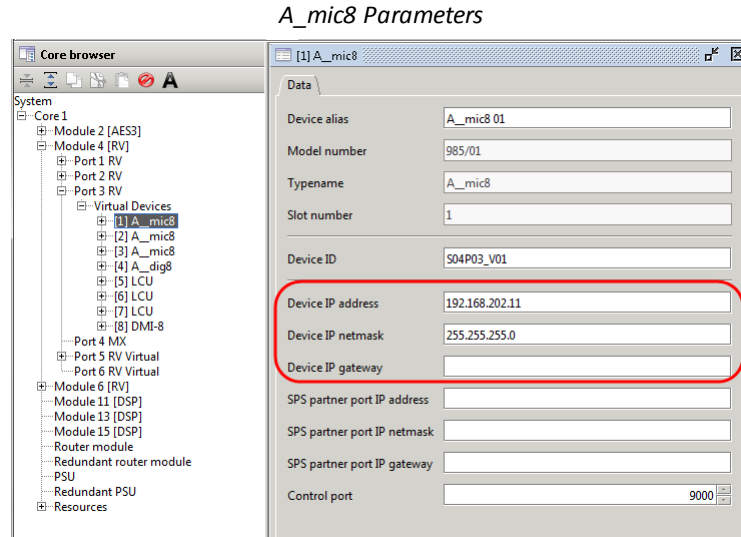 A_mic8 Parameters
Core browser
System
Core 1
Module 2 [AES3]
Module 4 [RV]
Port 1 RV
Port 2 RV
Port 3 RV
Virtual Devices
[1] A__mic8
[2] A__mic8
[3] A__mic8
[4] A__dig8
[5] LCU
[6] LCU
[7] LCU
[8] DMI-8
Port 4 MX
Port 5 RV Virtual
Port 6 RV Virtual
Module 6 [RV]
Module 11 [DSP]
Module 13 [DSP]
Module 15 [DSP]
Router module
Redundant router module
PSU
Redundant PSU
Resources
[1] A__mic8
Data
Device alias A__mic8 01
Model number 985/01
Typename A__mic8
Slot number 1
Device ID S04P03_V01
Device IP address 192.168.202.11
Device IP netmask 255.255.255.0
Device IP gateway
SPS partner port IP address
SPS partner port IP netmask
SPS partner port IP gateway
Control port 9000